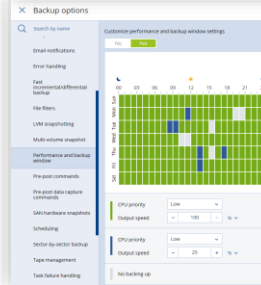 Backup options
Search by name
Email notifications
Error handling
Fast
incremental/differential
backup
File filters
LVM snapshotting
Multi-volume snapshot
Performance and backup
window
Pre-post commands
Pre-post data capture
commands
SAN hardware snapshots
Scheduling
Sector-by-sector backup
Tape management
Task failure handling
Customize performance and backup window settings
No Yes
00 03 06 09 12 15 18 21
Sun
Mon
Tue
Wed
Thu
Fri
Sat
CPU priority Low
Output speed - 100 %
CPU priority Low
Output speed - 25 + %
No backing up